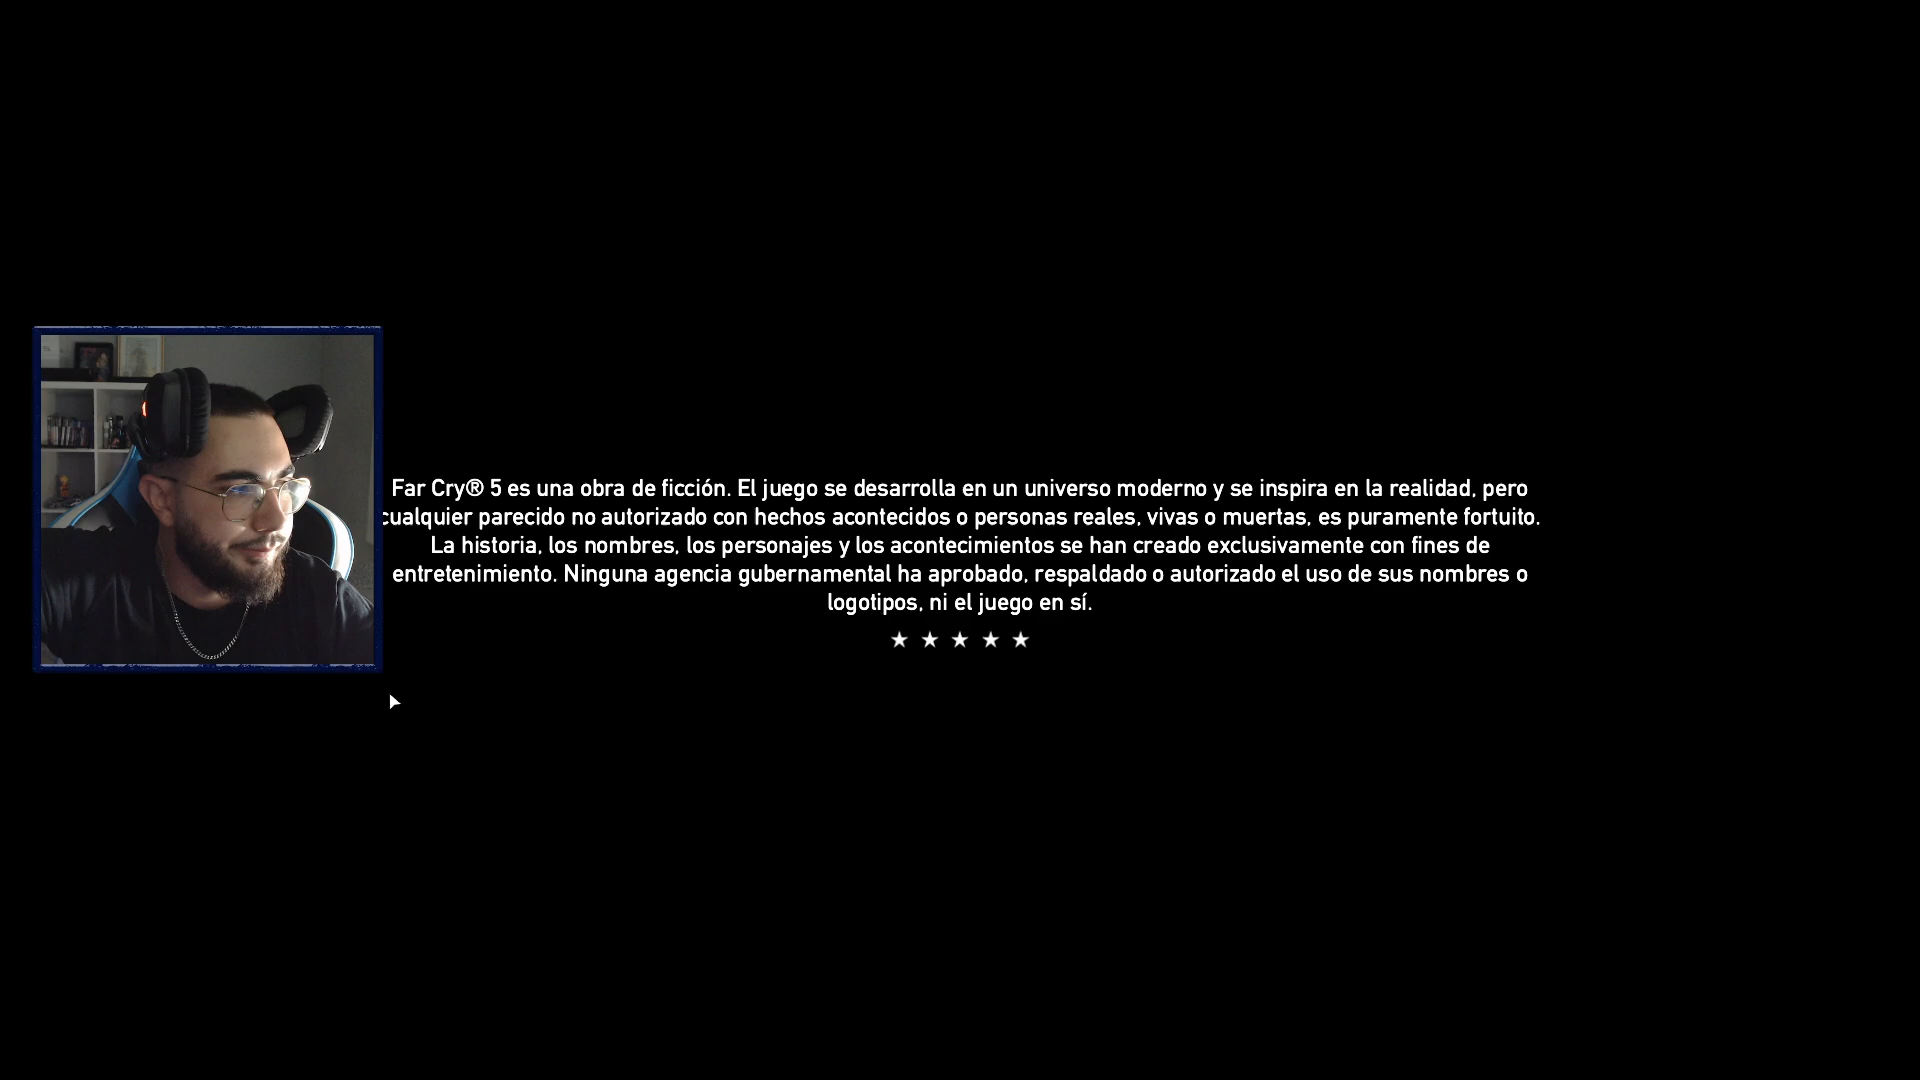 Far Cry® 5 es una obra de ficción. El juego se desarrolla en un universo moderno y se inspira en la realidad, pero
cualquier parecido no autorizado con hechos acontecidos o personas reales, vivas o muertas, es puramente fortuito.
La historia, los nombres, los personajes y los acontecimientos se han creado exclusivamente con fines de
entretenimiento. Ninguna agencia gubernamental ha aprobado, respaldado o autorizado el uso de sus nombres o
logotipos, ni el juego en sí.